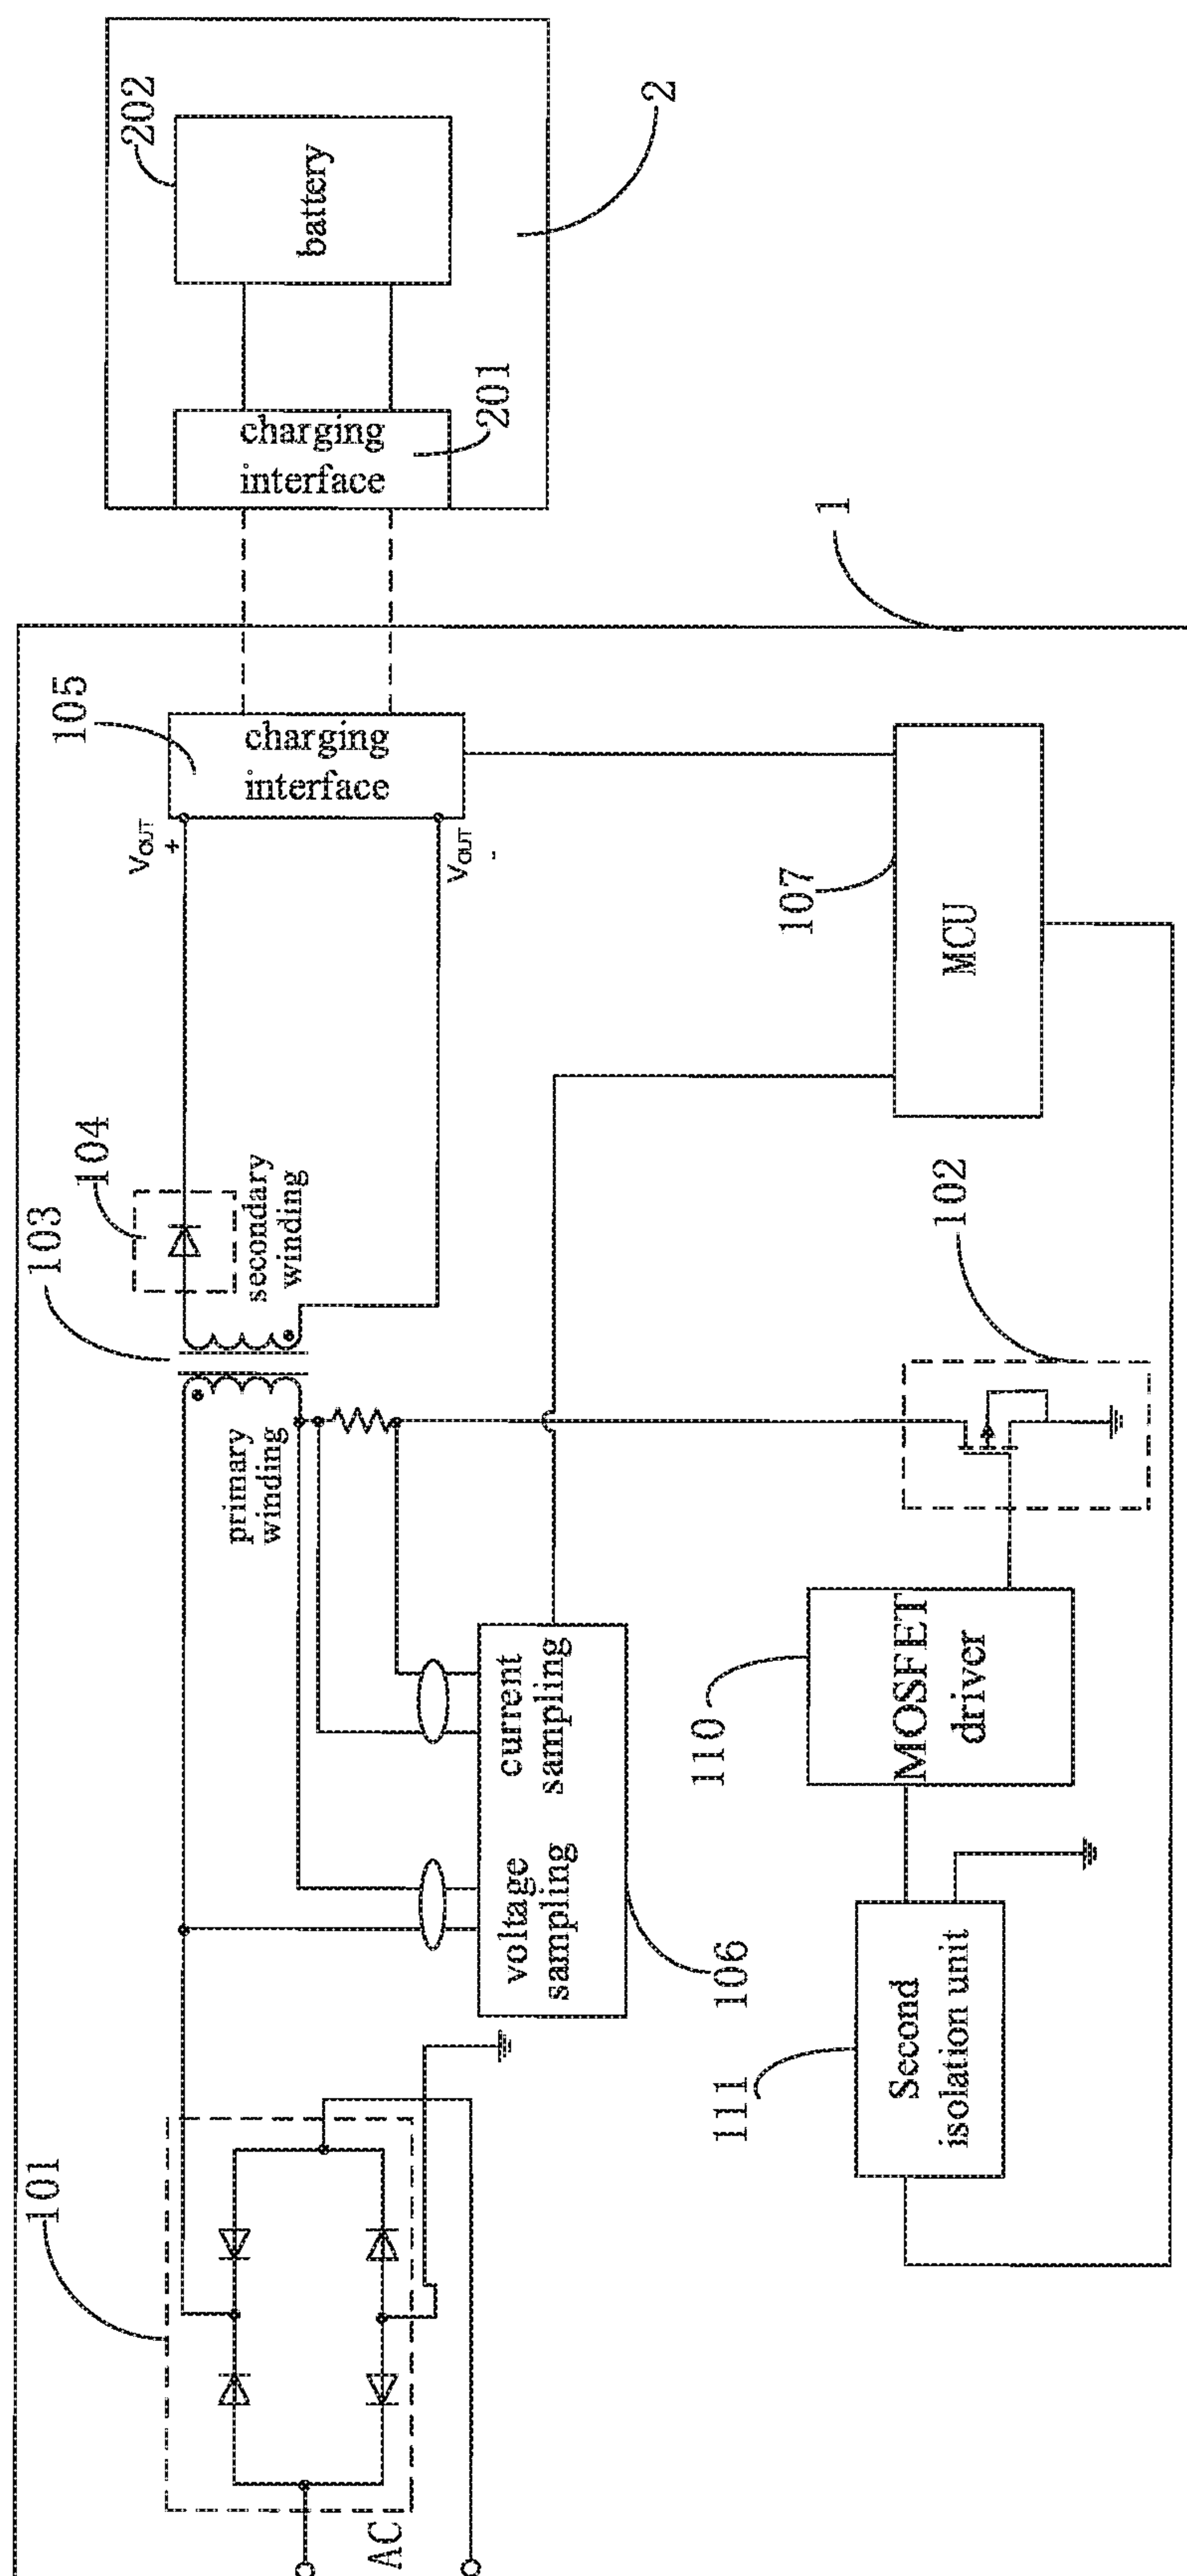 2
202
battery
charging
interface
201
1
105
charging
interface
VOUT
+
VOUT
-
107
MCU
104
103
secondary
winding
102
primary
winding
110
MOSFET
driver
current
sampling
voltage
sampling
106
111
Second
isolation unit
101
AC